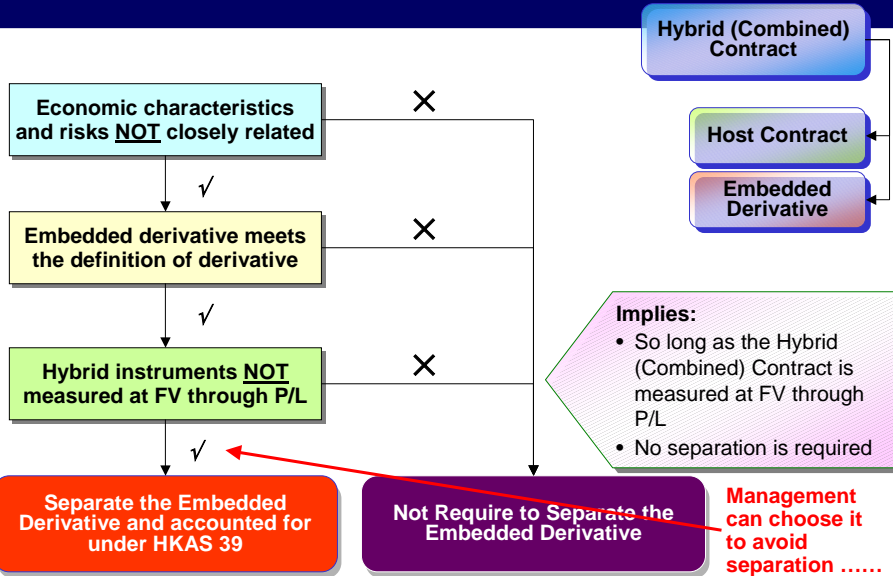 Hybrid (Combined)
Contract
Host Contract
Embedded
Derivative
Economic characteristics
and risks NOT closely related
×
√
Embedded derivative meets
the definition of derivative
×
√
Hybrid instruments NOT
measured at FV through P/L
×
√
Implies:
• So long as the Hybrid
(Combined) Contract is
measured at FV through
P/L
• No separation is required
Separate the Embedded
Derivative and accounted for
under HKAS 39
Not Require to Separate the
Embedded Derivative
Management
can choose it
to avoid
separation ……